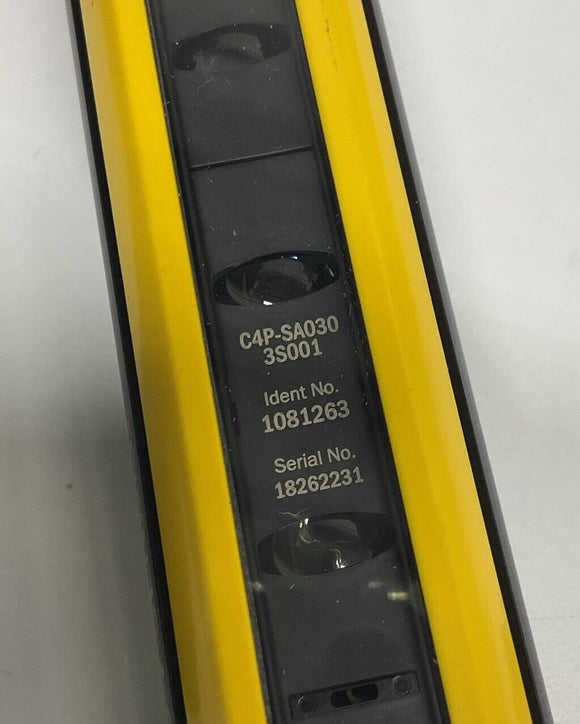 C4P-SA030
3S001
Ident No.
1081263
Serial No.
18262231